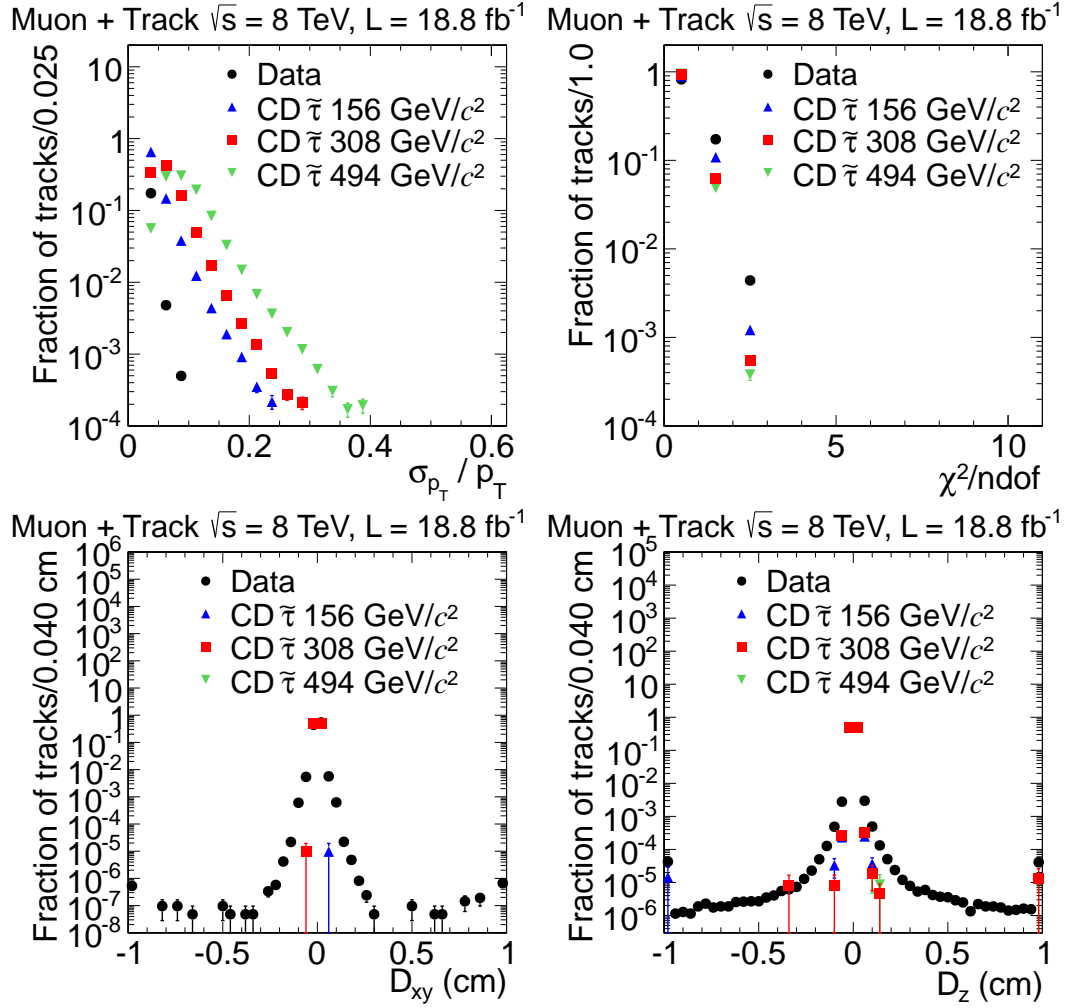 Muon + Track √s = 8 TeV, L = 18.8 fb⁻¹
Fraction of tracks/0.025
10
1
10⁻¹
10⁻²
10⁻³
10⁻⁴
Data
CD τ̃ 156 GeV/c²
CD τ̃ 308 GeV/c²
CD τ̃ 494 GeV/c²
0 0.2 0.4 0.6
σ_{p_T} / p_T
Muon + Track √s = 8 TeV, L = 18.8 fb⁻¹
Fraction of tracks/1.0
1
10⁻¹
10⁻²
10⁻³
10⁻⁴
Data
CD τ̃ 156 GeV/c²
CD τ̃ 308 GeV/c²
CD τ̃ 494 GeV/c²
0 5 10
χ²/ndof
Muon + Track √s = 8 TeV, L = 18.8 fb⁻¹
Fraction of tracks/0.040 cm
10⁶
10⁵
10⁴
10³
10²
10
1
10⁻¹
10⁻²
10⁻³
10⁻⁴
10⁻⁵
10⁻⁶
10⁻⁷
10⁻⁸
Data
CD τ̃ 156 GeV/c²
CD τ̃ 308 GeV/c²
CD τ̃ 494 GeV/c²
-1 -0.5 0 0.5 1
D_{xy} (cm)
Muon + Track √s = 8 TeV, L = 18.8 fb⁻¹
Fraction of tracks/0.040 cm
10⁵
10⁴
10³
10²
10
1
10⁻¹
10⁻²
10⁻³
10⁻⁴
10⁻⁵
10⁻⁶
Data
CD τ̃ 156 GeV/c²
CD τ̃ 308 GeV/c²
CD τ̃ 494 GeV/c²
-1 -0.5 0 0.5 1
D_z (cm)